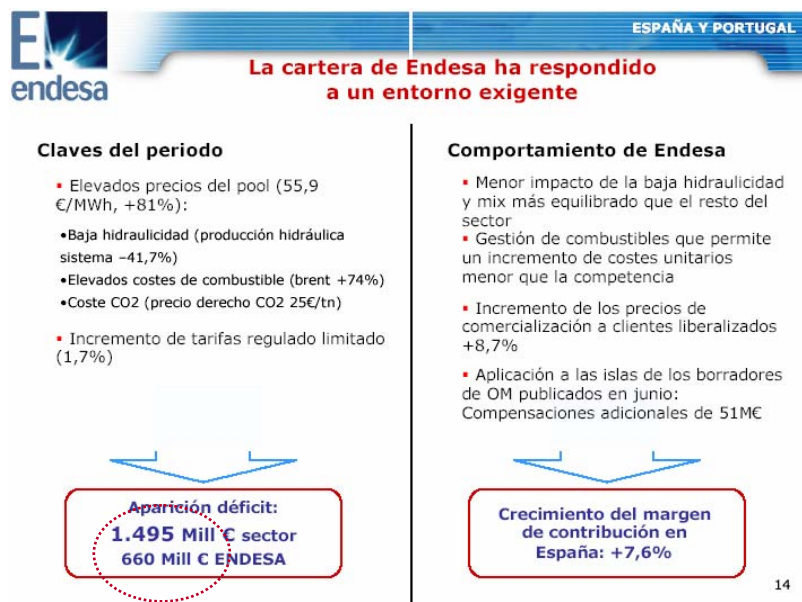 ESPAÑA Y PORTUGAL
endesa
La cartera de Endesa ha respondido
a un entorno exigente
Claves del periodo
▪ Elevados precios del pool (55,9
€/MWh, +81%):
•Baja hidraulicidad (producción hidráulica
sistema –41,7%)
•Elevados costes de combustible (brent +74%)
•Coste CO2 (precio derecho CO2 25€/tn)
▪ Incremento de tarifas regulado limitado
(1,7%)
Aparición déficit:
1.495 Mill € sector
660 Mill € ENDESA
Comportamiento de Endesa
▪ Menor impacto de la baja hidraulicidad
y mix más equilibrado que el resto del
sector
▪ Gestión de combustibles que permite
un incremento de costes unitarios
menor que la competencia
▪ Incremento de los precios de
comercialización a clientes liberalizados
+8,7%
▪ Aplicación a las islas de los borradores
de OM publicados en junio:
Compensaciones adicionales de 51M€
Crecimiento del margen
de contribución en
España: +7,6%
14